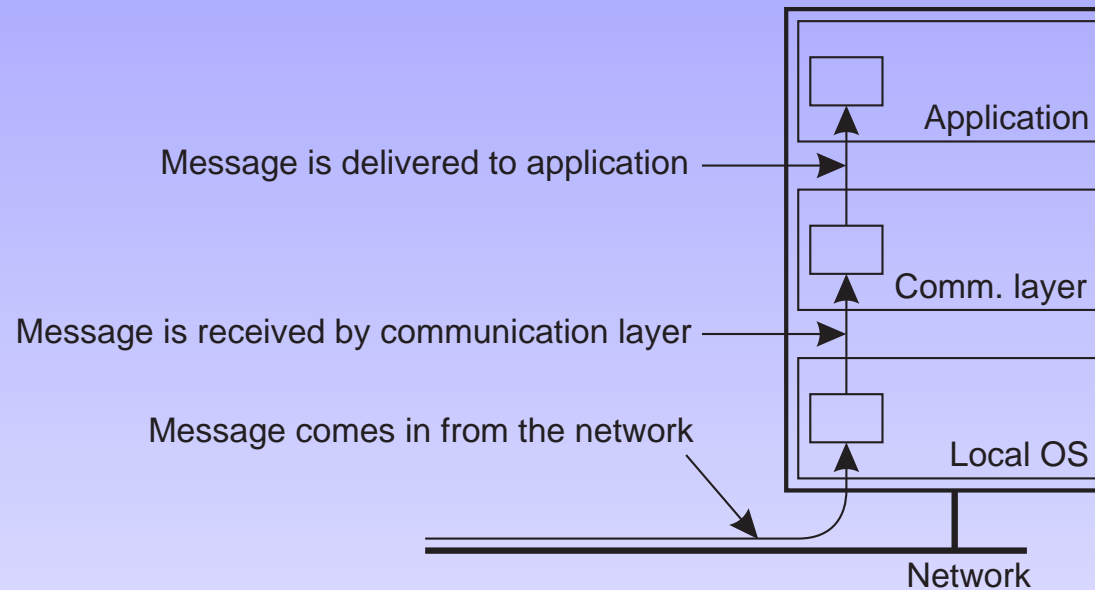 Application
Message is delivered to application
Comm. layer
Message is received by communication layer
Message comes in from the network
Local OS
Network